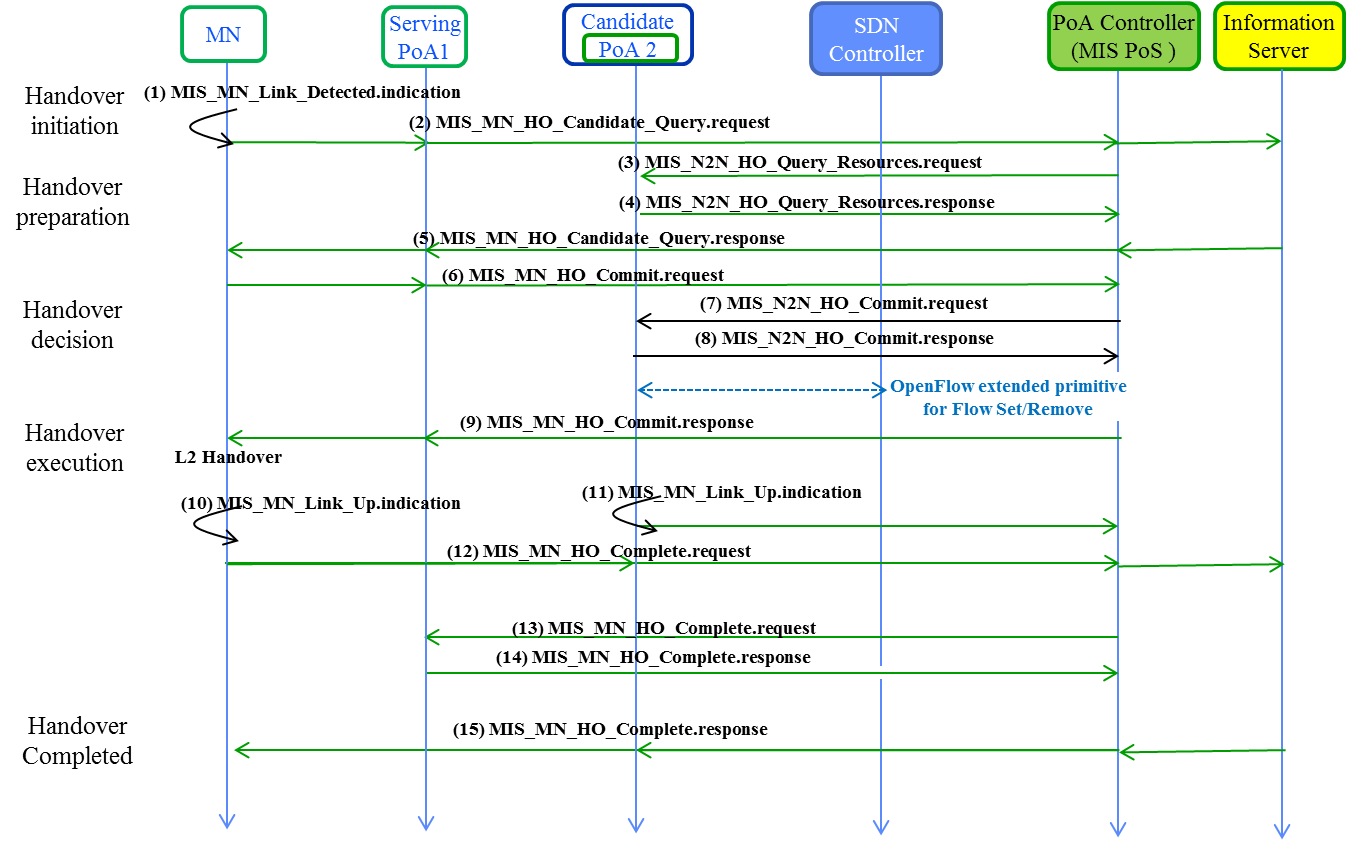 MN
Serving
PoA1
Candidate
PoA 2
SDN
Controller
PoA Controller
(MIS PoS )
Information
Server
Handover
initiation
(1) MIS_MN_Link_Detected.indication
(2) MIS_MN_HO_Candidate_Query.request
(3) MIS_N2N_HO_Query_Resources.request
Handover
preparation
(4) MIS_N2N_HO_Query_Resources.response
(5) MIS_MN_HO_Candidate_Query.response
(6) MIS_MN_HO_Commit.request
Handover
decision
(7) MIS_N2N_HO_Commit.request
(8) MIS_N2N_HO_Commit.response
OpenFlow extended primitive
for Flow Set/Remove
Handover
execution
(9) MIS_MN_HO_Commit.response
L2 Handover
(10) MIS_MN_Link_Up.indication
(11) MIS_MN_Link_Up.indication
(12) MIS_MN_HO_Complete.request
(13) MIS_MN_HO_Complete.request
(14) MIS_MN_HO_Complete.response
Handover
Completed
(15) MIS_MN_HO_Complete.response